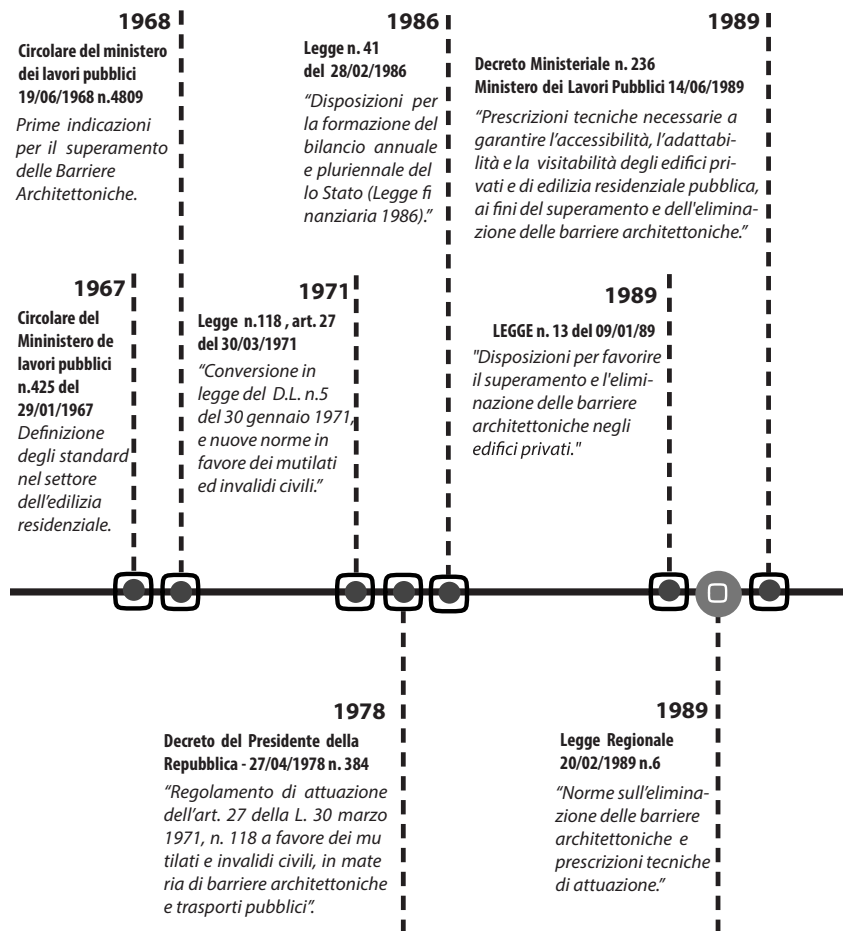 1968
Circolare del ministero
dei lavori pubblici
19/06/1968 n.4809
Prime indicazioni
per il superamento
delle Barriere
Architettoniche.
1986
Legge n. 41
del 28/02/1986
“Disposizioni per
la formazione del
bilancio annuale
e pluriennale del
lo Stato (Legge fi
nanziaria 1986).”
1989
Decreto Ministeriale n. 236
Ministero dei Lavori Pubblici 14/06/1989
“Prescrizioni tecniche necessarie a
garantire l’accessibilità, l’adattabi-
lità e la visitabilità degli edifici pri-
vati e di edilizia residenziale pubblica,
ai fini del superamento e dell'elimina-
zione delle barriere architettoniche.”
1967
Circolare del
Mininistero de
lavori pubblici
n.425 del
29/01/1967
Definizione
degli standard
nel settore
dell’edilizia
residenziale.
1971
Legge n.118 , art. 27
del 30/03/1971
“Conversione in
legge del D.L. n.5
del 30 gennaio 1971,
e nuove norme in
favore dei mutilati
ed invalidi civili.”
1989
LEGGE n. 13 del 09/01/89
"Disposizioni per favorire
il superamento e l'elimi-
nazione delle barriere
architettoniche negli
edifici privati."
1978
Decreto del Presidente della
Repubblica - 27/04/1978 n. 384
“Regolamento di attuazione
dell’art. 27 della L. 30 marzo
1971, n. 118 a favore dei mu
tilati e invalidi civili, in mate
ria di barriere architettoniche
e trasporti pubblici”.
1989
Legge Regionale
20/02/1989 n.6
“Norme sull’elimina-
zione delle barriere
architettoniche e
prescrizioni tecniche
di attuazione.”